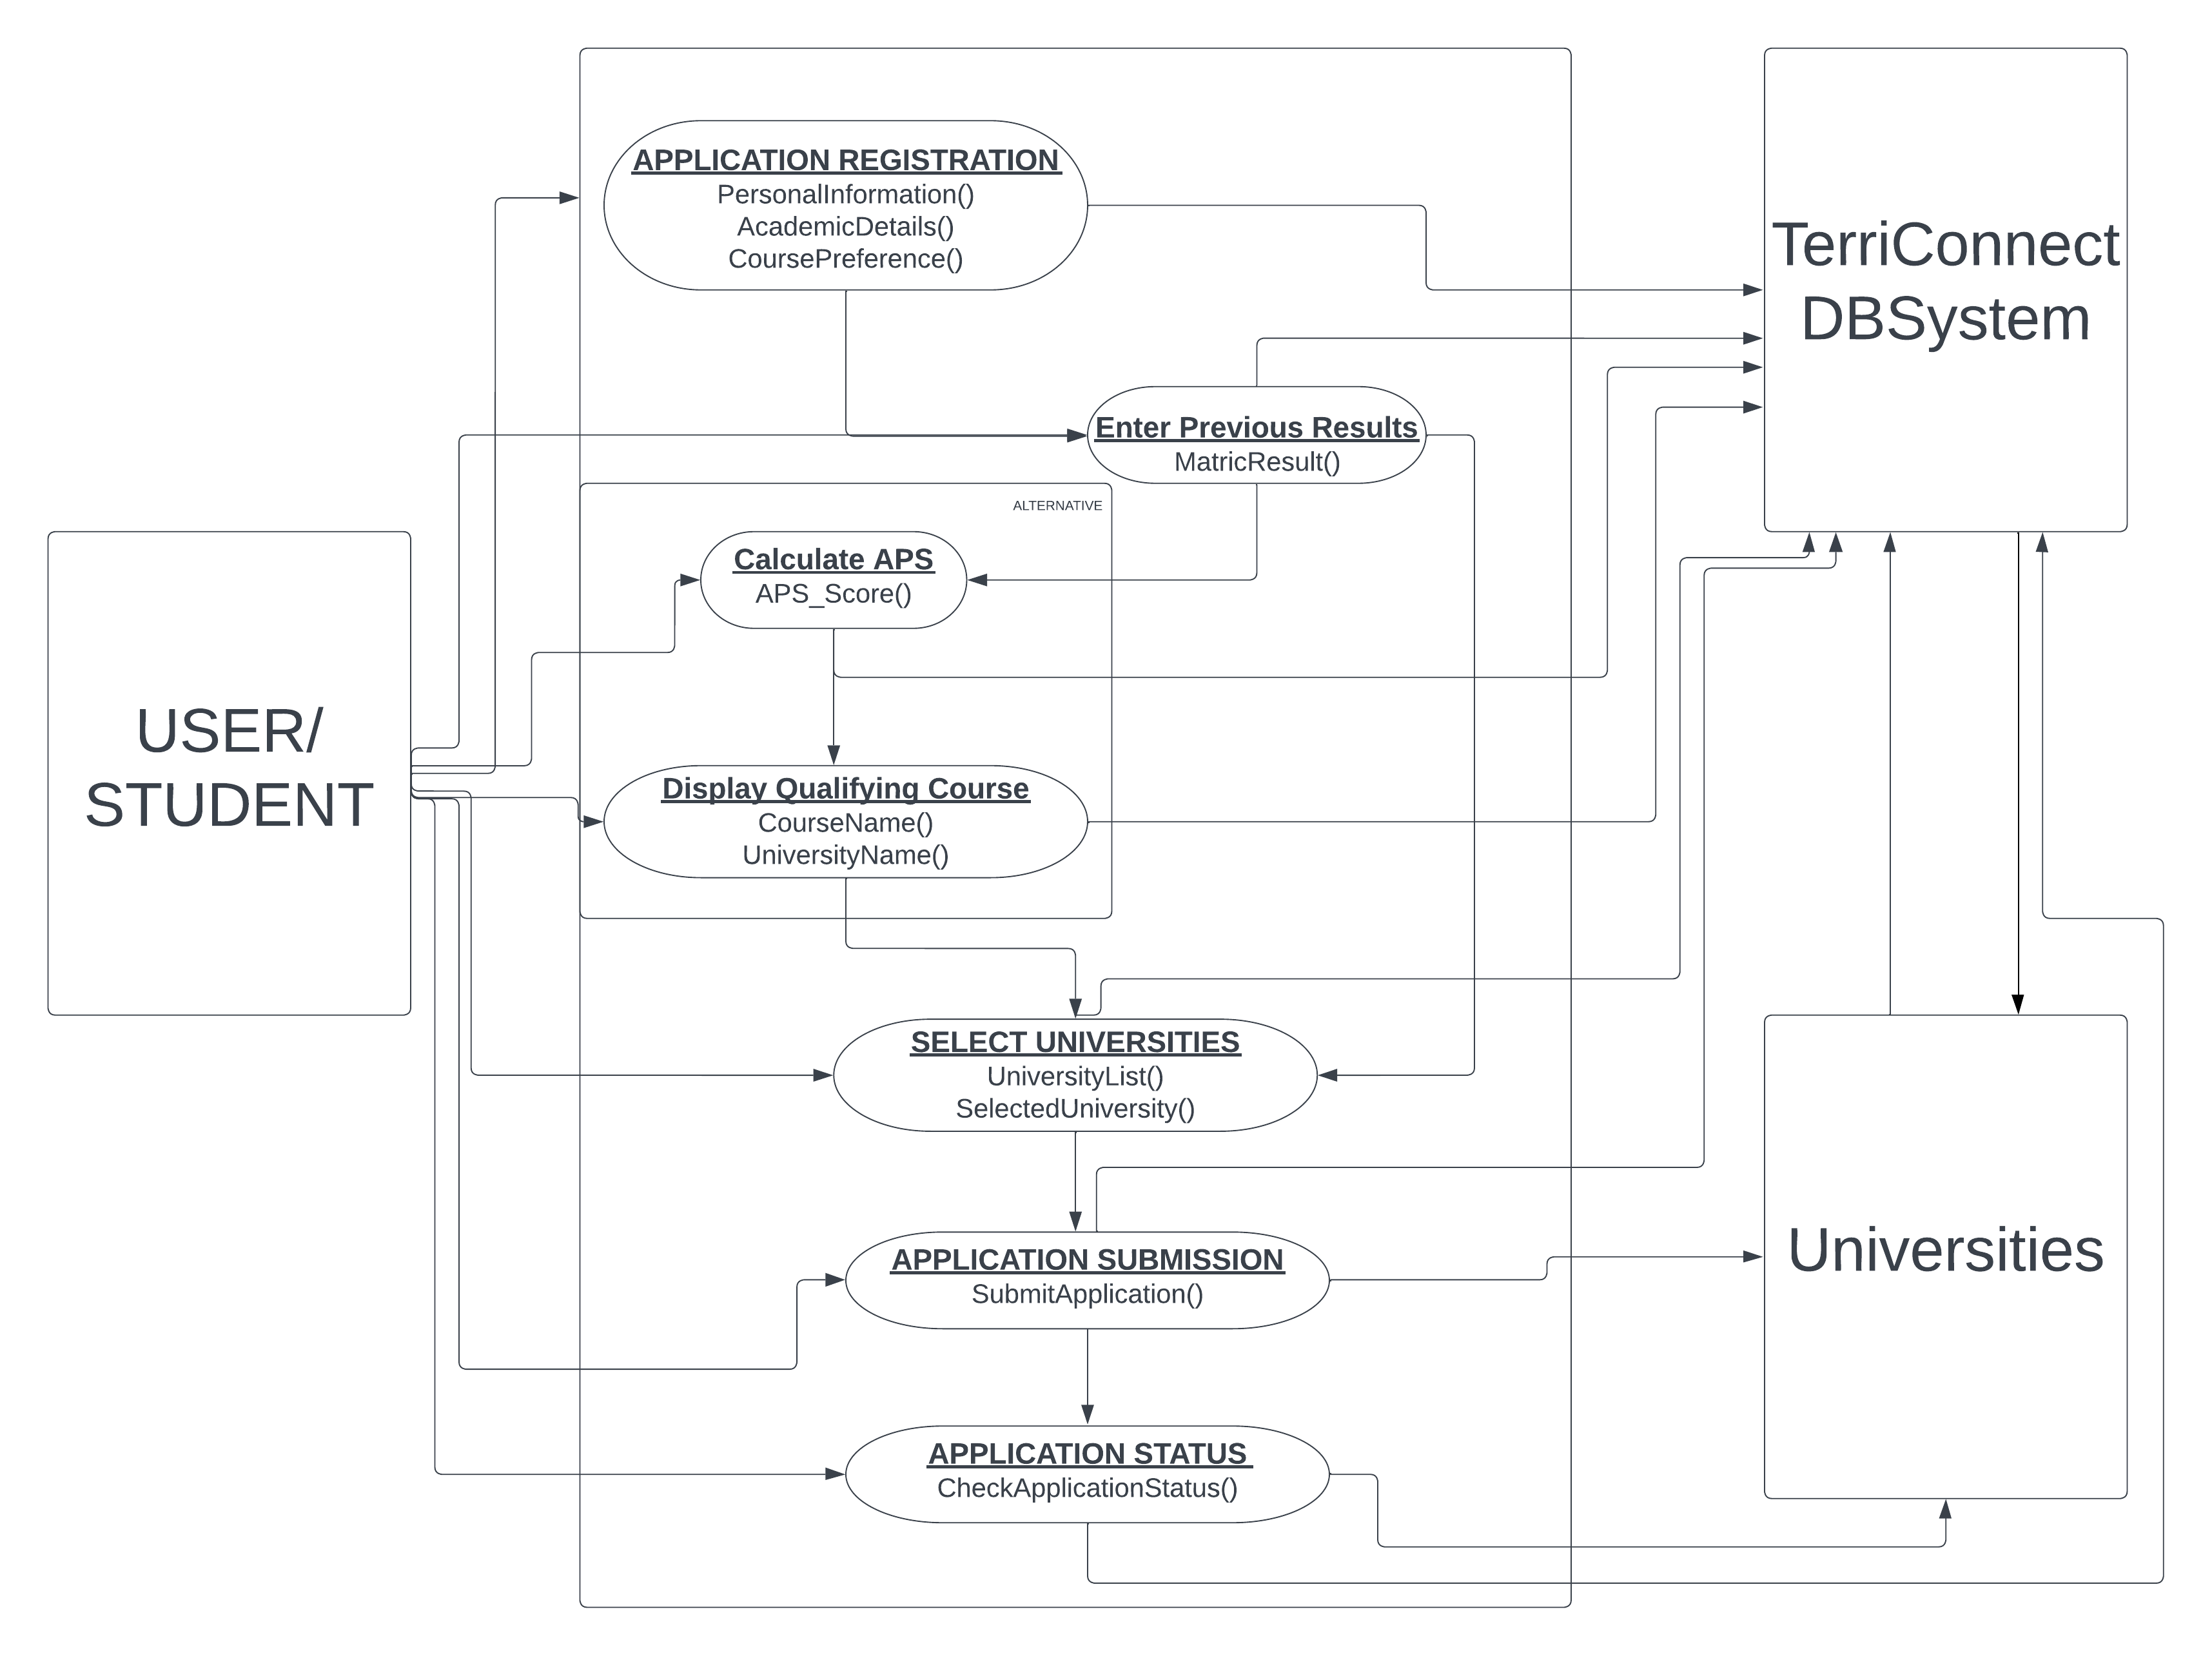 APPLICATION REGISTRATION
PersonalInformation()
AcademicDetails()
CoursePreference()
TerriConnect
DBSystem
Enter Previous Results
MatricResult()
ALTERNATIVE
Calculate APS
APS_Score()
USER/
STUDENT
Display Qualifying Course
CourseName()
UniversityName()
SELECT UNIVERSITIES
UniversityList()
SelectedUniversity()
Universities
APPLICATION SUBMISSION
SubmitApplication()
APPLICATION STATUS
CheckApplicationStatus()